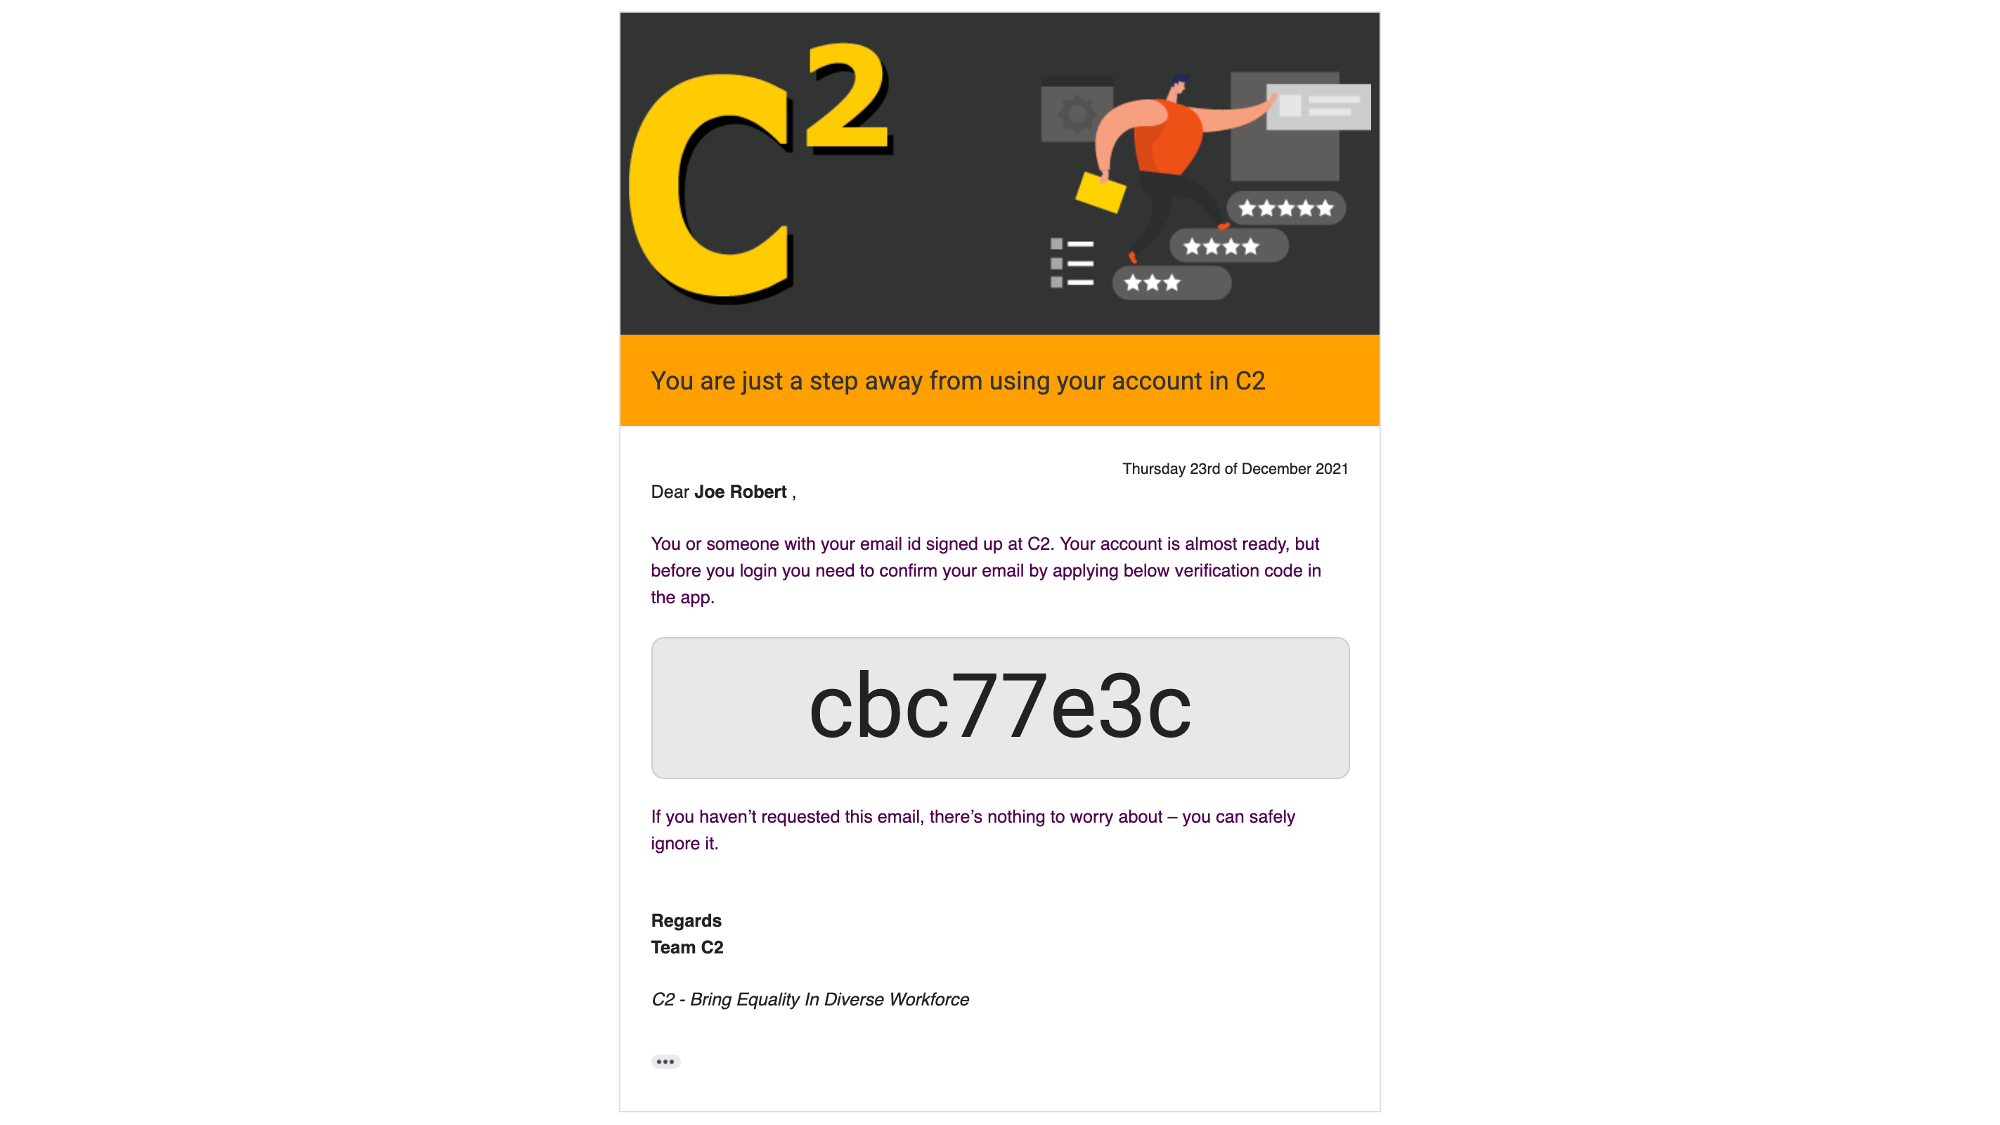 C²
You are just a step away from using your account in C2
Thursday 23rd of December 2021
Dear Joe Robert ,
You or someone with your email id signed up at C2. Your account is almost ready, but
before you login you need to confirm your email by applying below verification code in
the app.
cbc77e3c
If you haven’t requested this email, there’s nothing to worry about – you can safely
ignore it.
Regards
Team C2
C2 - Bring Equality In Diverse Workforce